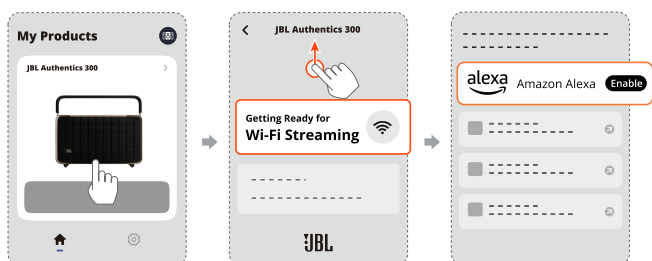 My Products
JBL Authentics 300
JBL
JBL Authentics 300
Getting Ready for
Wi-Fi Streaming
JBL
alexa Amazon Alexa Enable